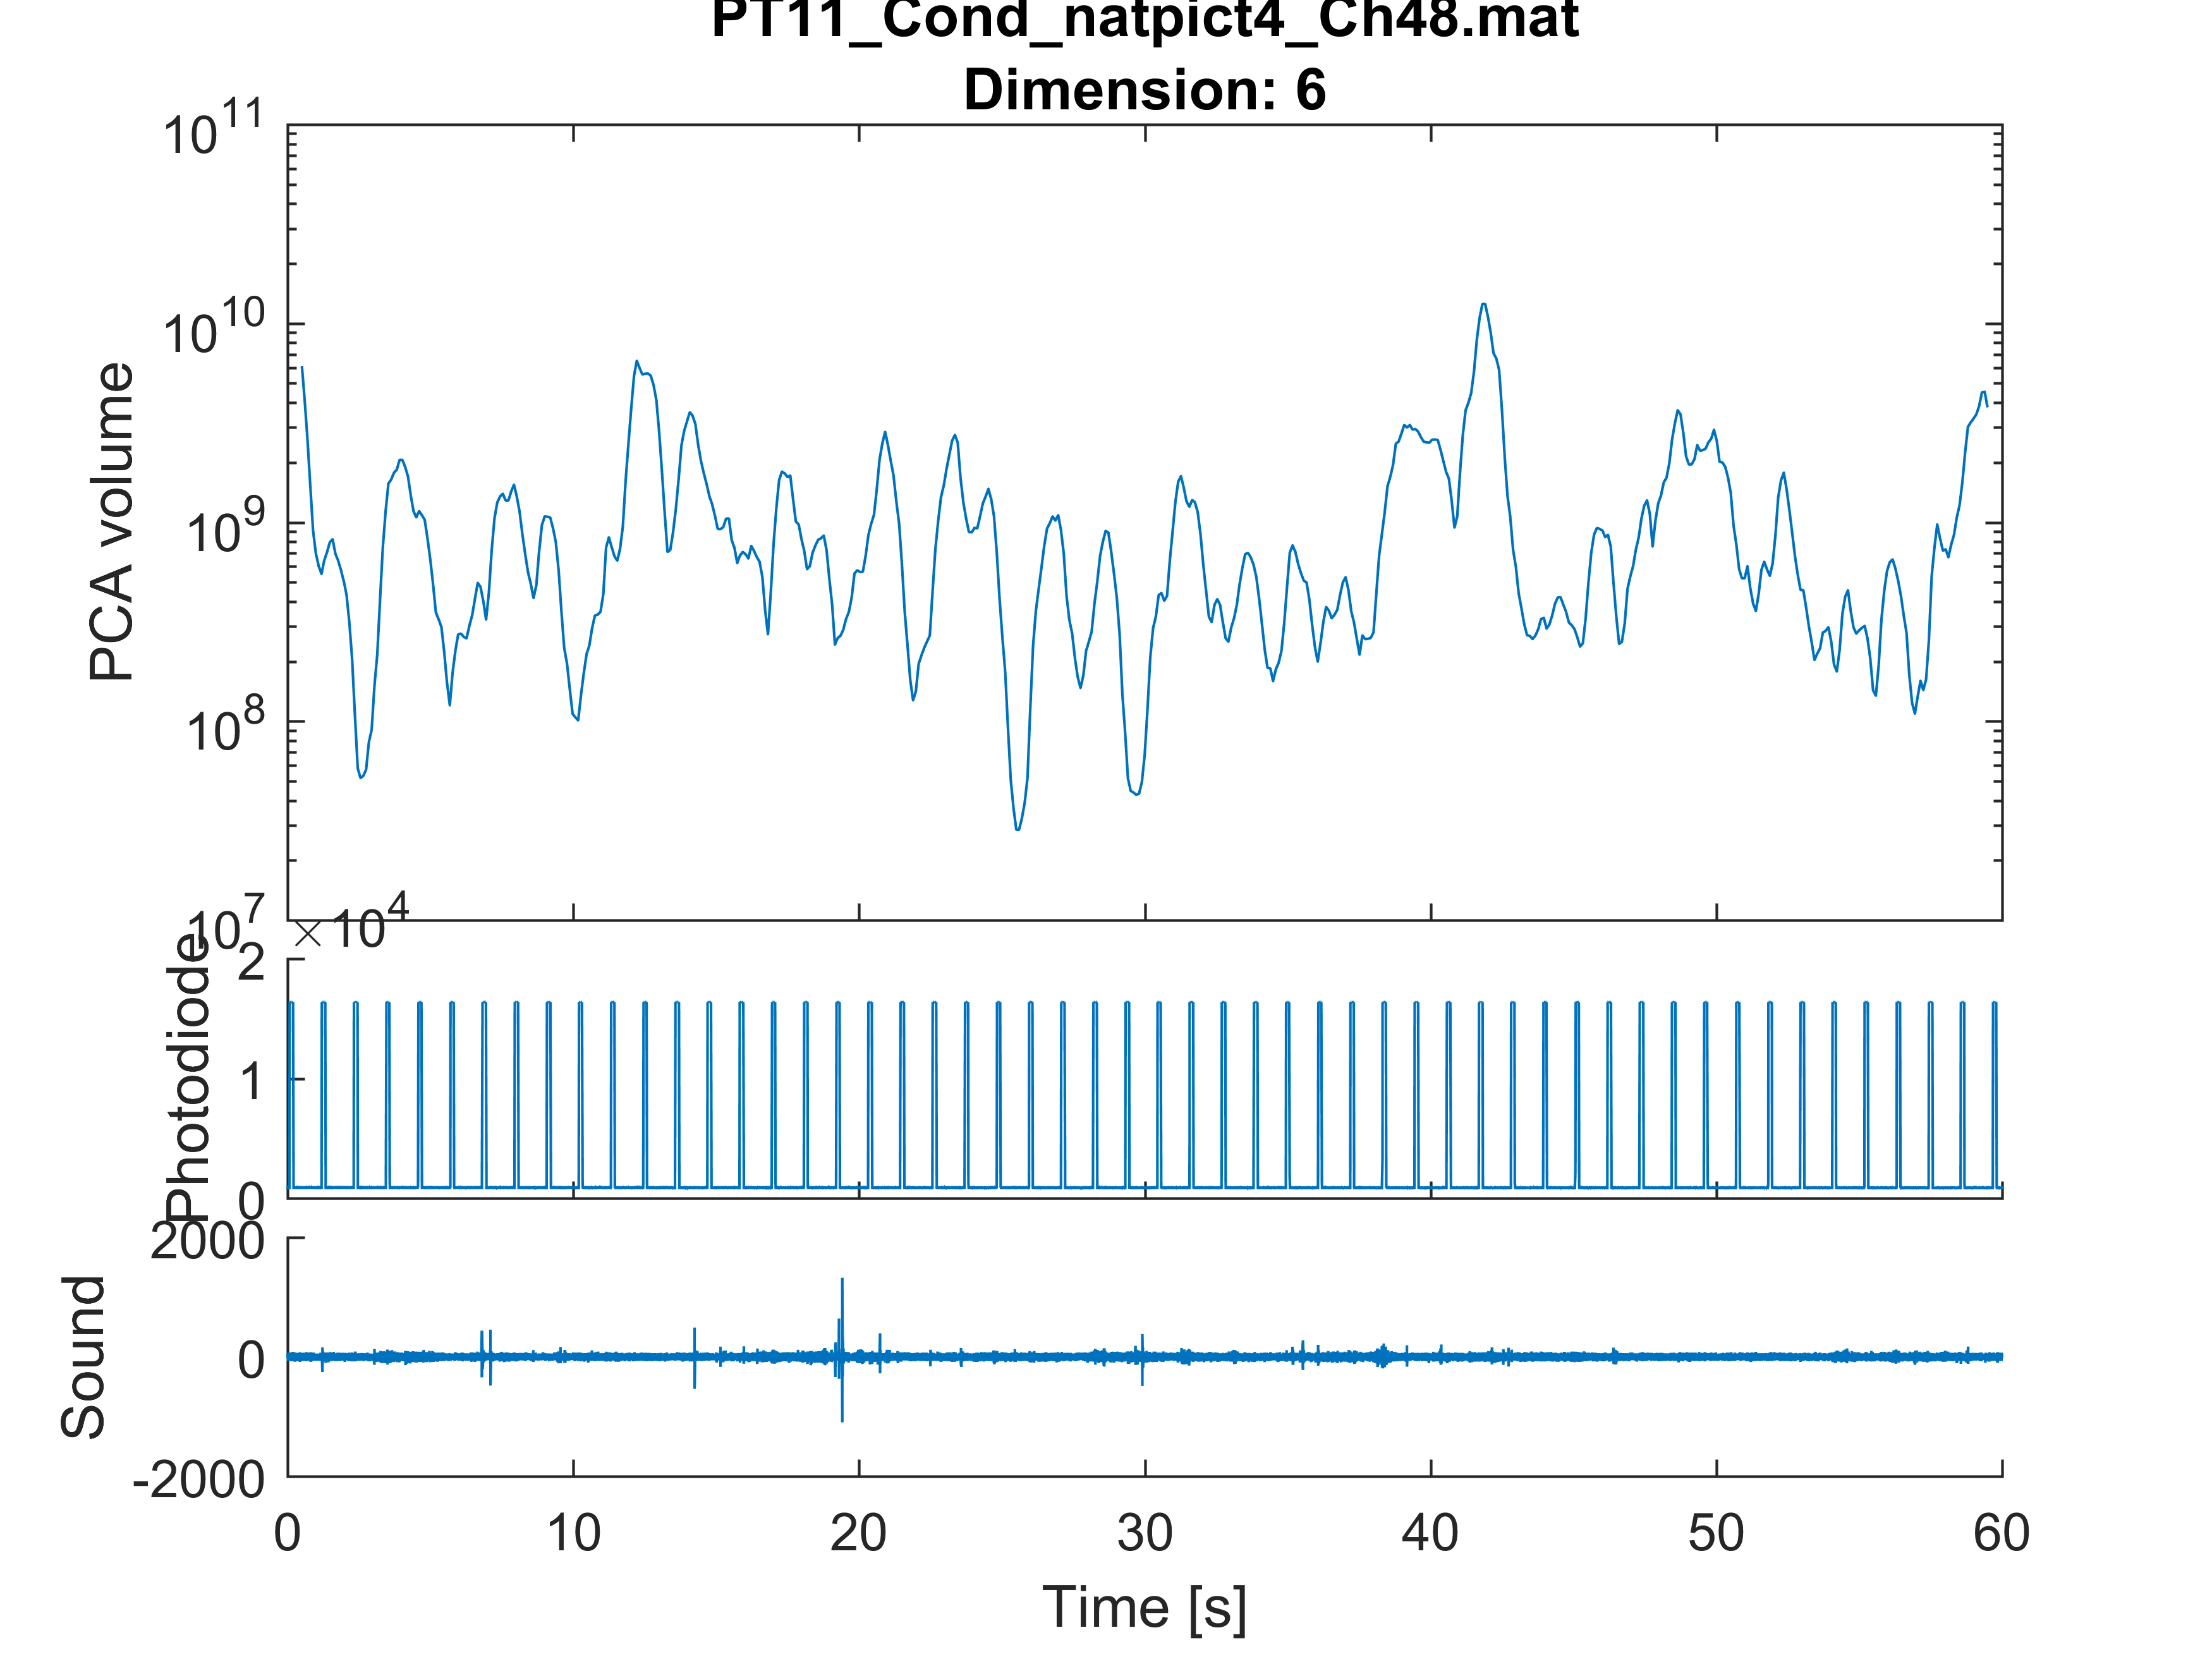 PT11_Cond_natpict4_Ch48.mat
Dimension: 6
10^11
10^10
10^9
10^8
10^7
PCA volume
× 10^4
2
1
0
Photodiode
2000
0
-2000
Sound
0 10 20 30 40 50 60
Time [s]